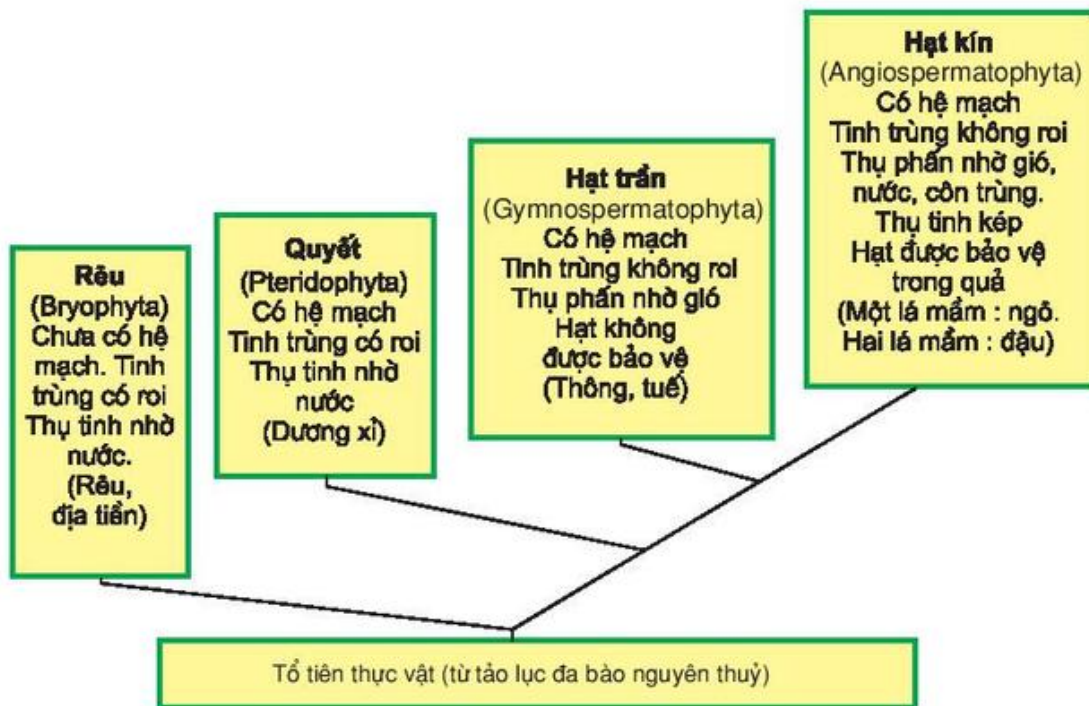 Hạt kín
(Angiospermatophyta)
Có hệ mạch
Tinh trùng không roi
Thụ phấn nhờ gió,
nước, côn trùng.
Thụ tinh kép
Hạt được bảo vệ
trong quả
(Một lá mầm : ngô.
Hai lá mầm : đậu)
Hạt trần
(Gymnospermatophyta)
Có hệ mạch
Tinh trùng không roi
Thụ phấn nhờ gió
Hạt không
được bảo vệ
(Thông, tuế)
Quyết
(Pteridophyta)
Có hệ mạch
Tinh trùng có roi
Thụ tinh nhờ
nước
(Dương xỉ)
Rêu
(Bryophyta)
Chưa có hệ
mạch. Tinh
trùng có roi
Thụ tinh nhờ
nước.
(Rêu,
địa tiền)
Tổ tiên thực vật (từ tảo lục đa bào nguyên thuỷ)